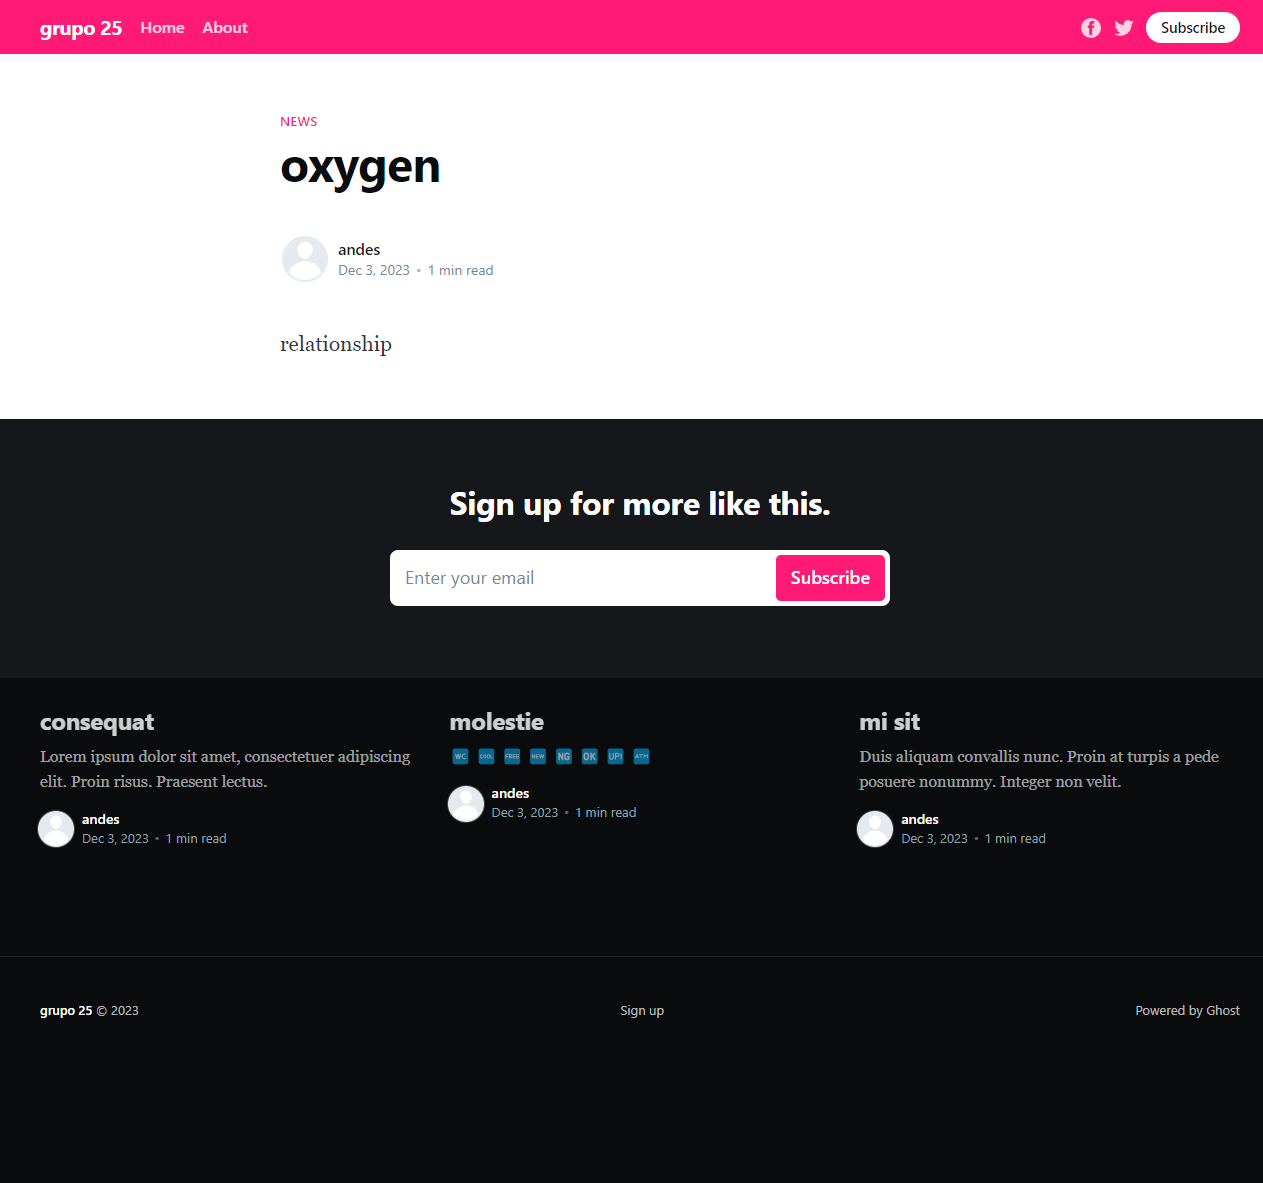 grupo 25 Home About Subscribe
NEWS
oxygen
andes
Dec 3, 2023 • 1 min read
relationship
Sign up for more like this.
Enter your email Subscribe
consequat
Lorem ipsum dolor sit amet, consectetuer adipiscing
elit. Proin risus. Praesent lectus.
andes
Dec 3, 2023 • 1 min read
molestie
WC COOL FREE NEW NG OK UP! ATM
andes
Dec 3, 2023 • 1 min read
mi sit
Duis aliquam convallis nunc. Proin at turpis a pede
posuere nonummy. Integer non velit.
andes
Dec 3, 2023 • 1 min read
grupo 25 © 2023 Sign up Powered by Ghost